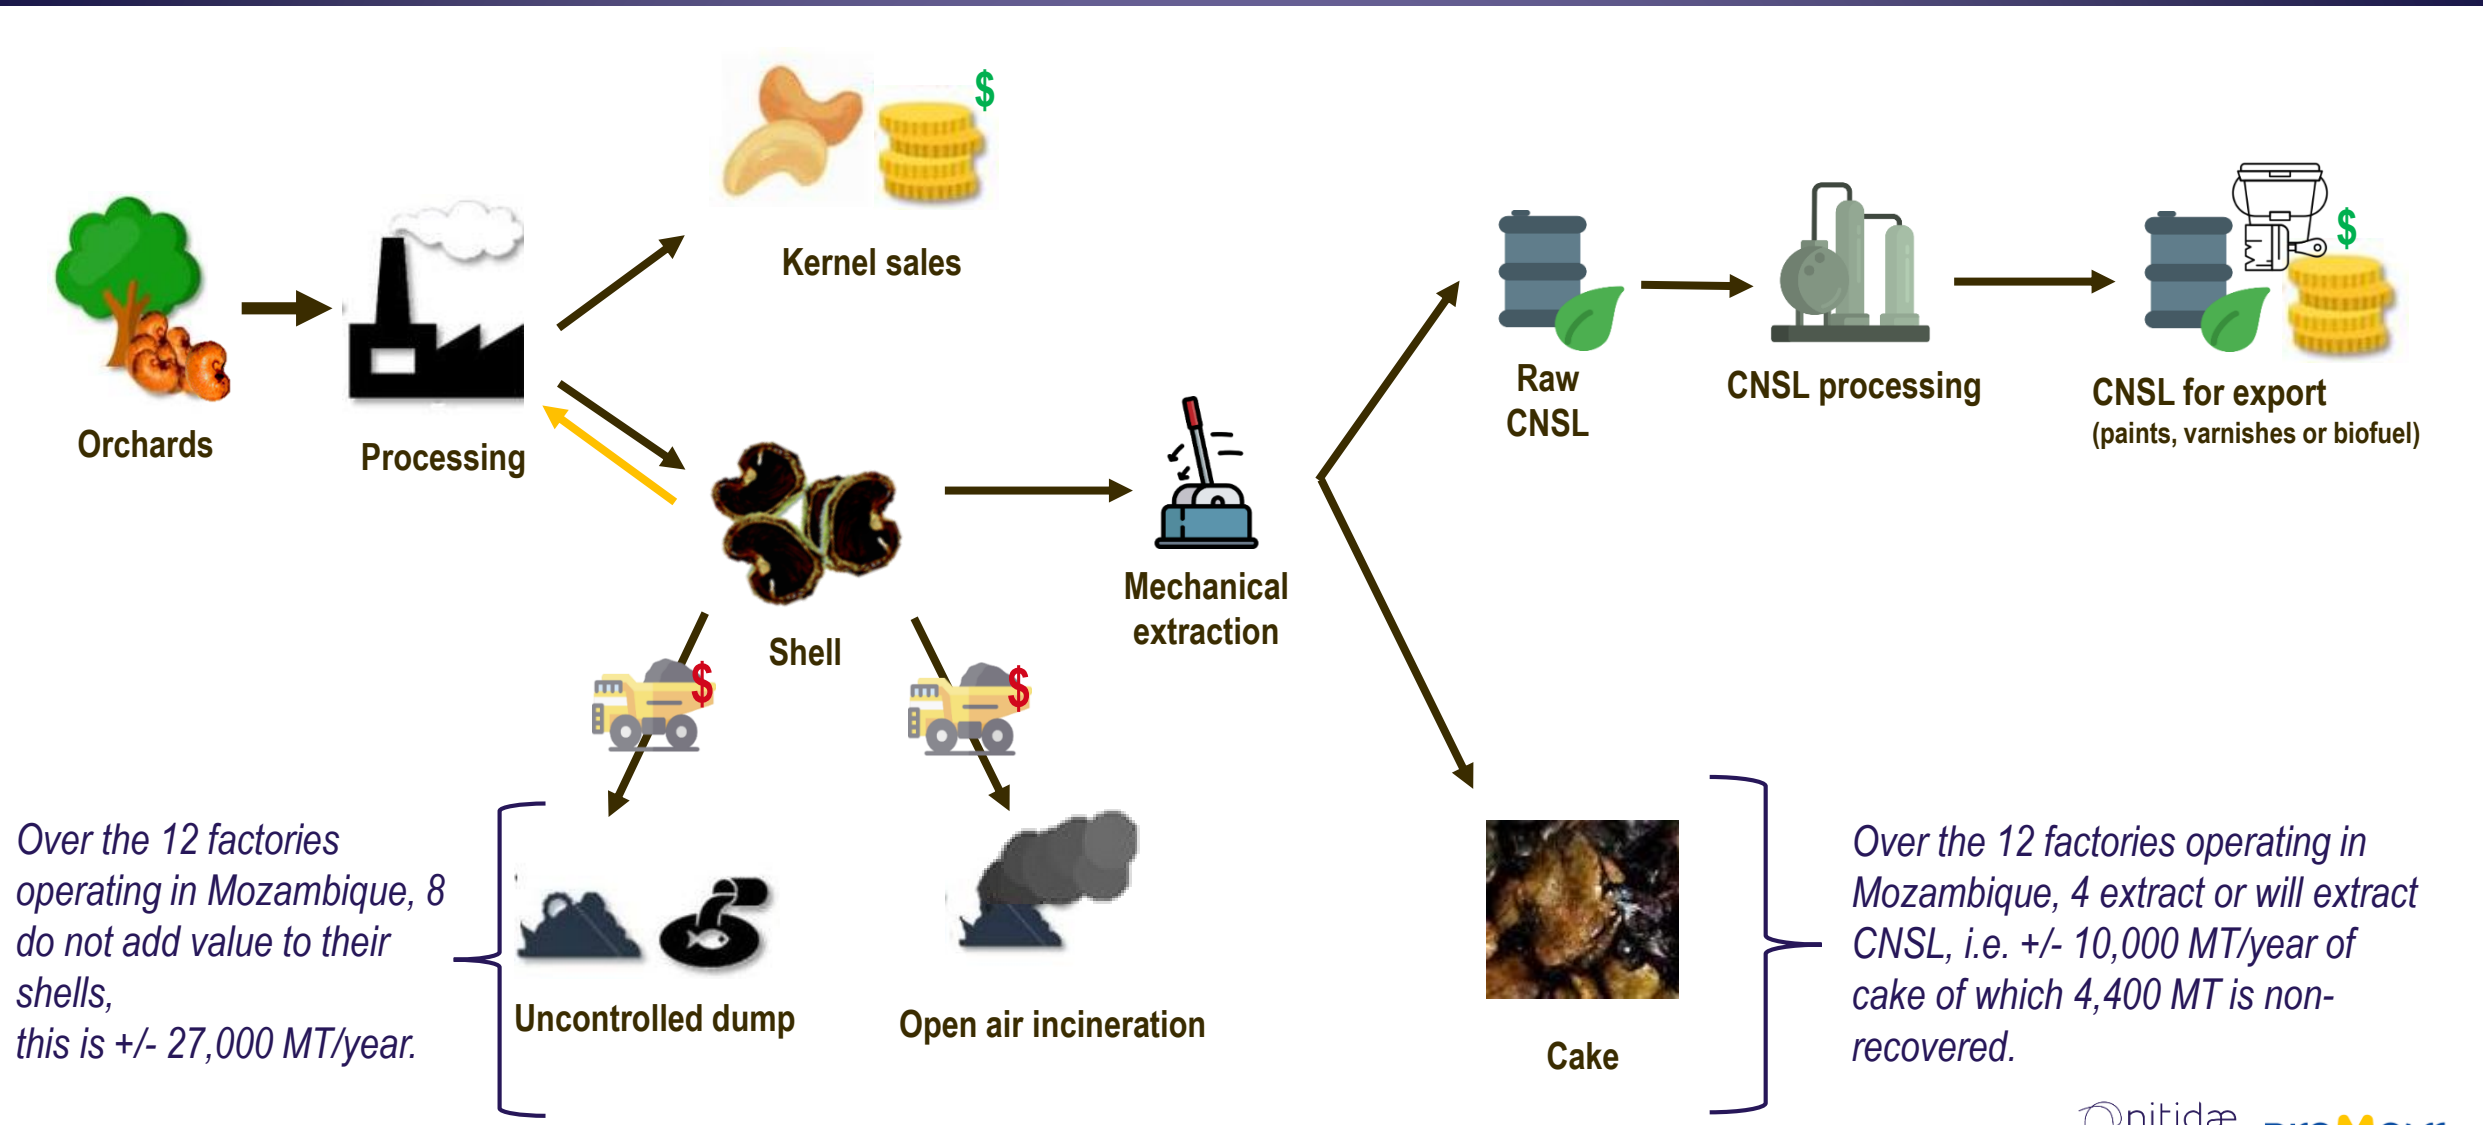 $
Kernel sales
Orchards
Processing
Shell
$
$
Mechanical
extraction
Raw
CNSL
CNSL processing
$
CNSL for export
(paints, varnishes or biofuel)
Over the 12 factories
operating in Mozambique, 8
do not add value to their
shells,
this is +/- 27,000 MT/year.
Uncontrolled dump
Open air incineration
Cake
Over the 12 factories operating in
Mozambique, 4 extract or will extract
CNSL, i.e. +/- 10,000 MT/year of
cake of which 4,400 MT is non-
recovered.
nitidæ